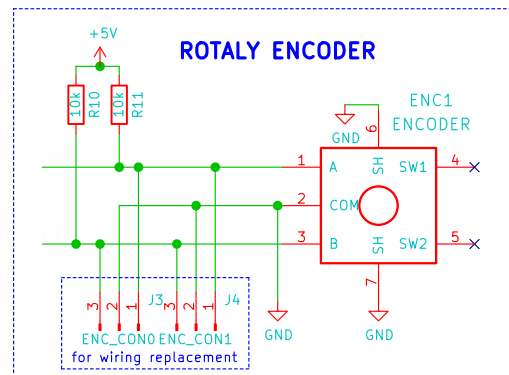 +5V
ROTALY ENCODER
10k
R10
10k
R11
ENC1
ENCODER
GND
6
SH
1
A
SW1
4
2
COM
3
B
SH
SW2
5
7
3
2
1
J3
3
2
1
J4
GND
GND
ENC_CON0
ENC_CON1
for wiring replacement